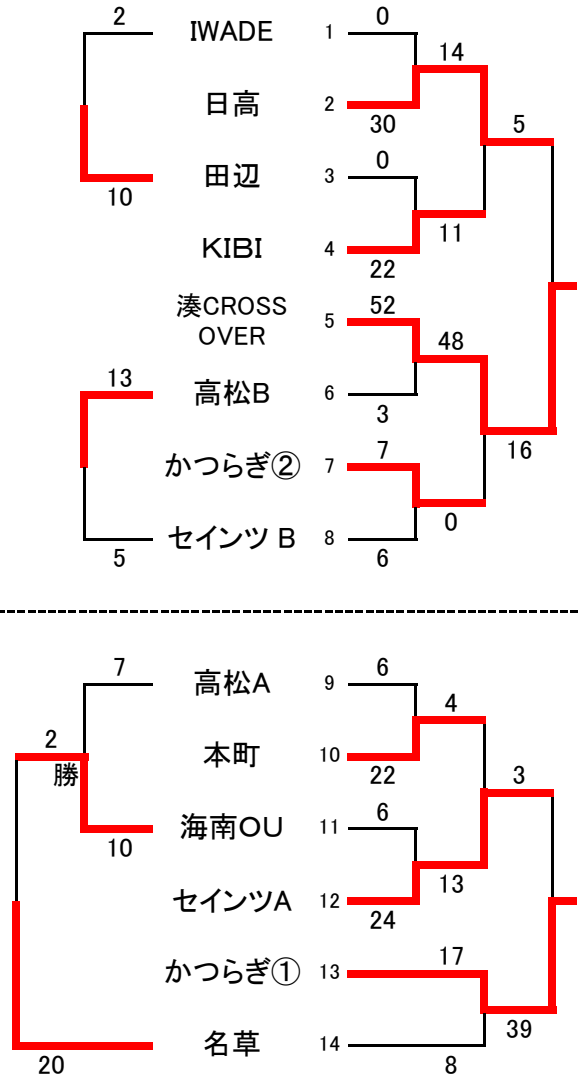 2 IWADE 1 0
14
日高 2 30
5
田辺 3 0
10
11
KIBI 4 22
湊CROSS
OVER 5 52
48
13 高松B 6 3
16
かつらぎ② 7 7
0
5 セインツ B 8 6
7 高松A 9 6
4
2
勝
本町 10 22
3
海南OU 11 6
10
13
セインツA 12 24
かつらぎ① 13 17
39
20 名草 14 8